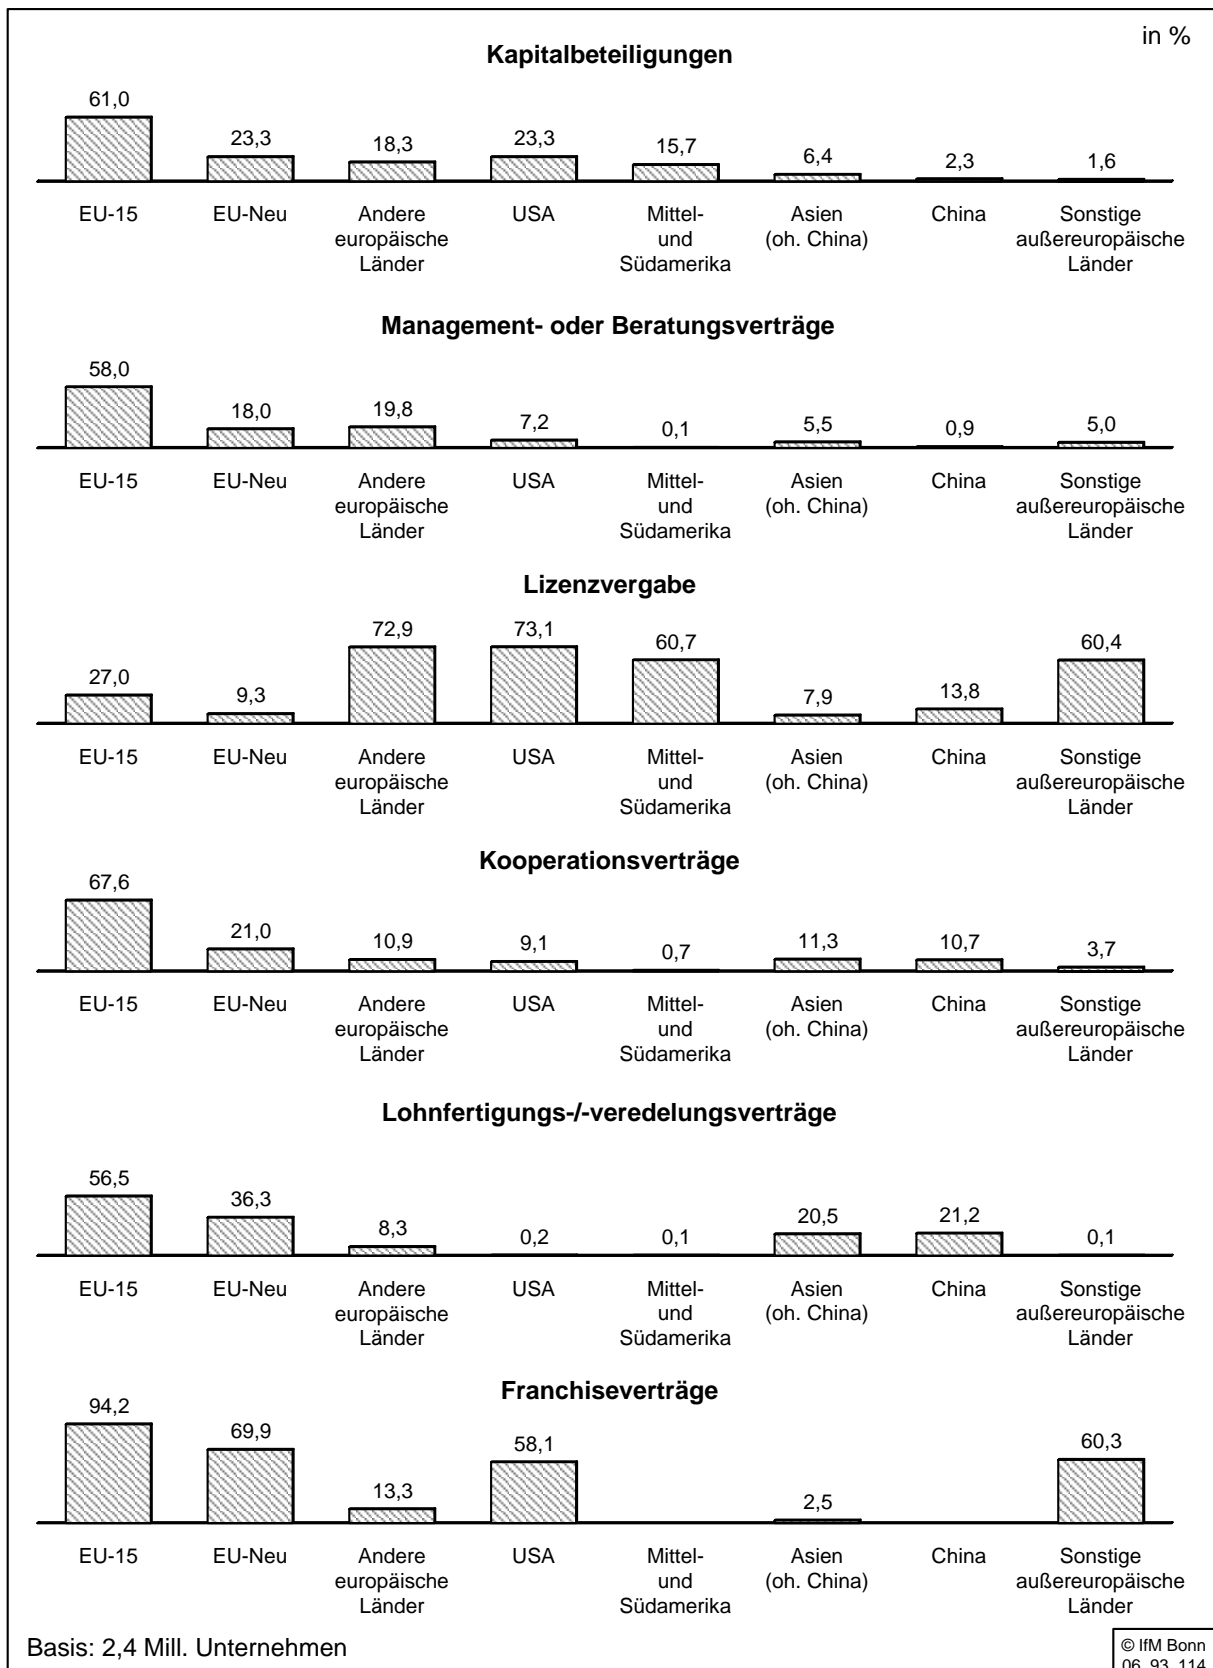 in %
Kapitalbeteiligungen
61,0 23,3 18,3 23,3 15,7 6,4 2,3 1,6
EU-15 EU-Neu Andere USA Mittel- Asien China Sonstige
europäische und (oh. China) außereuropäische
Länder Südamerika Länder
Management- oder Beratungsverträge
58,0 18,0 19,8 7,2 0,1 5,5 0,9 5,0
EU-15 EU-Neu Andere USA Mittel- Asien China Sonstige
europäische und (oh. China) außereuropäische
Länder Südamerika Länder
Lizenzvergabe
27,0 9,3 72,9 73,1 60,7 7,9 13,8 60,4
EU-15 EU-Neu Andere USA Mittel- Asien China Sonstige
europäische und (oh. China) außereuropäische
Länder Südamerika Länder
Kooperationsverträge
67,6 21,0 10,9 9,1 0,7 11,3 10,7 3,7
EU-15 EU-Neu Andere USA Mittel- Asien China Sonstige
europäische und (oh. China) außereuropäische
Länder Südamerika Länder
Lohnfertigungs-/-veredelungsverträge
56,5 36,3 8,3 0,2 0,1 20,5 21,2 0,1
EU-15 EU-Neu Andere USA Mittel- Asien China Sonstige
europäische und (oh. China) außereuropäische
Länder Südamerika Länder
Franchiseverträge
94,2 69,9 13,3 58,1 2,5 60,3
EU-15 EU-Neu Andere USA Mittel- Asien China Sonstige
europäische und (oh. China) außereuropäische
Länder Südamerika Länder
Basis: 2,4 Mill. Unternehmen
© IfM Bonn
06 93 114